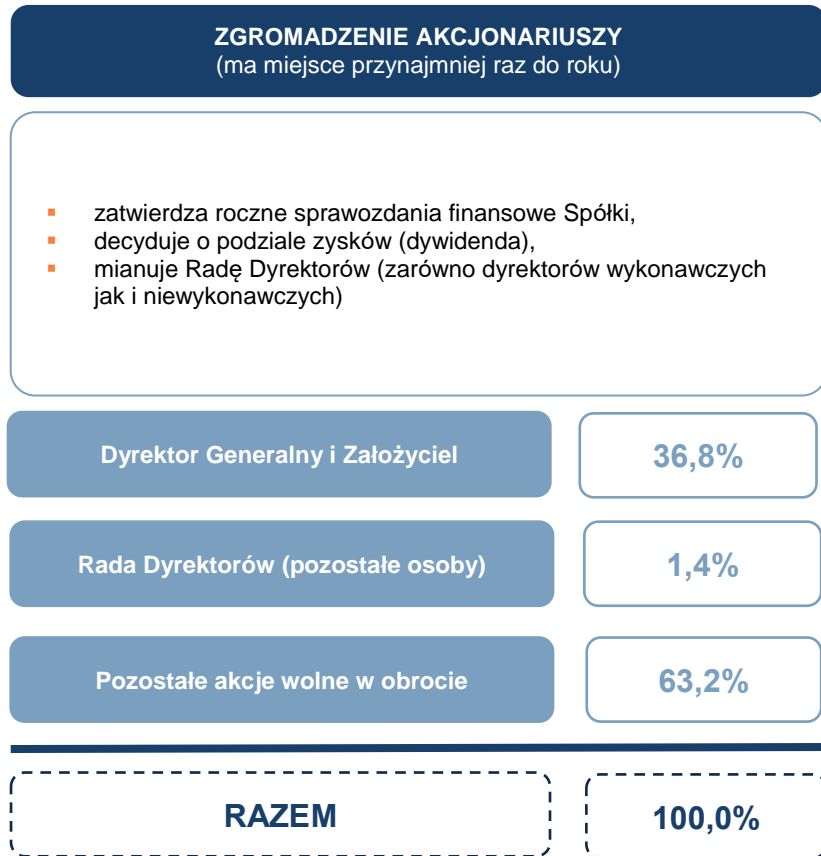 ZGROMADZENIE AKCJONARIUSZY
(ma miejsce przynajmniej raz do roku)
▪ zatwierdza roczne sprawozdania finansowe Spółki,
▪ decyduje o podziale zysków (dywidenda),
▪ mianuje Radę Dyrektorów (zarówno dyrektorów wykonawczych
jak i niewykonawczych)
Dyrektor Generalny i Założyciel 36,8%
Rada Dyrektorów (pozostałe osoby) 1,4%
Pozostałe akcje wolne w obrocie 63,2%
RAZEM 100,0%